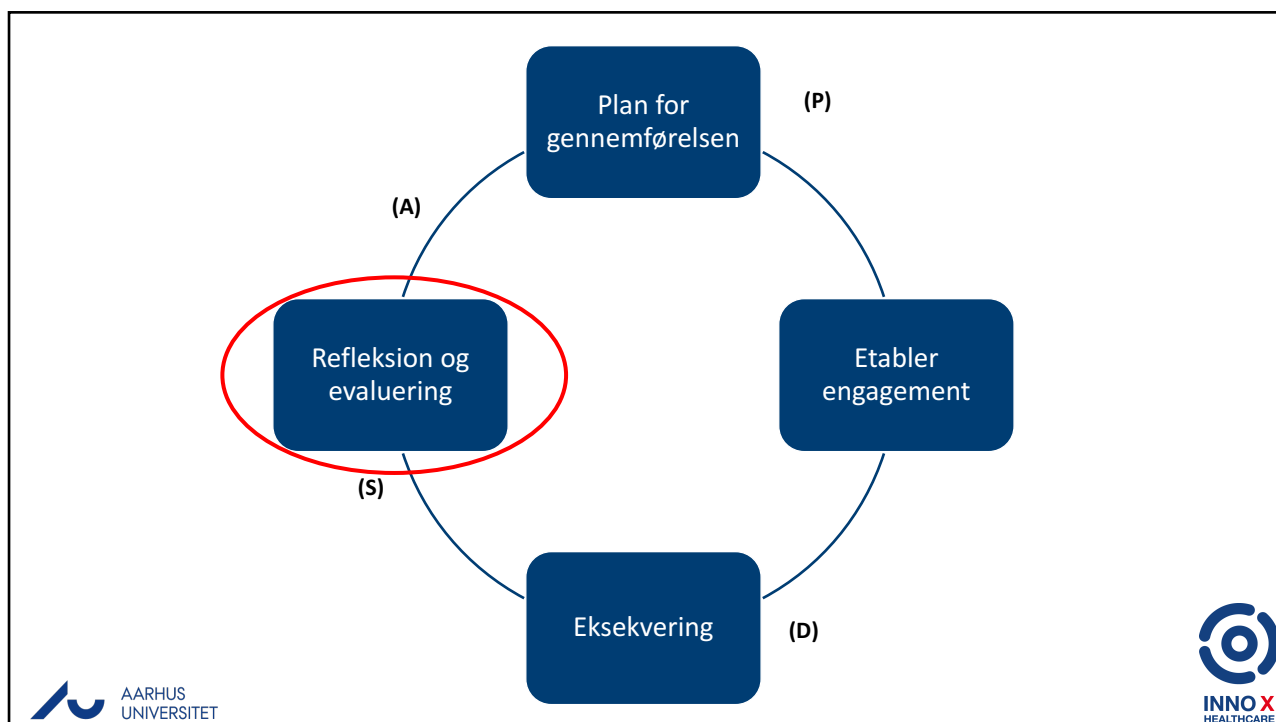 Plan for
gennemførelsen
(P)
(A)
Refleksion og
evaluering
Etabler
engagement
(S)
Eksekvering
(D)
AARHUS
UNIVERSITET
INNO X
HEALTHCARE